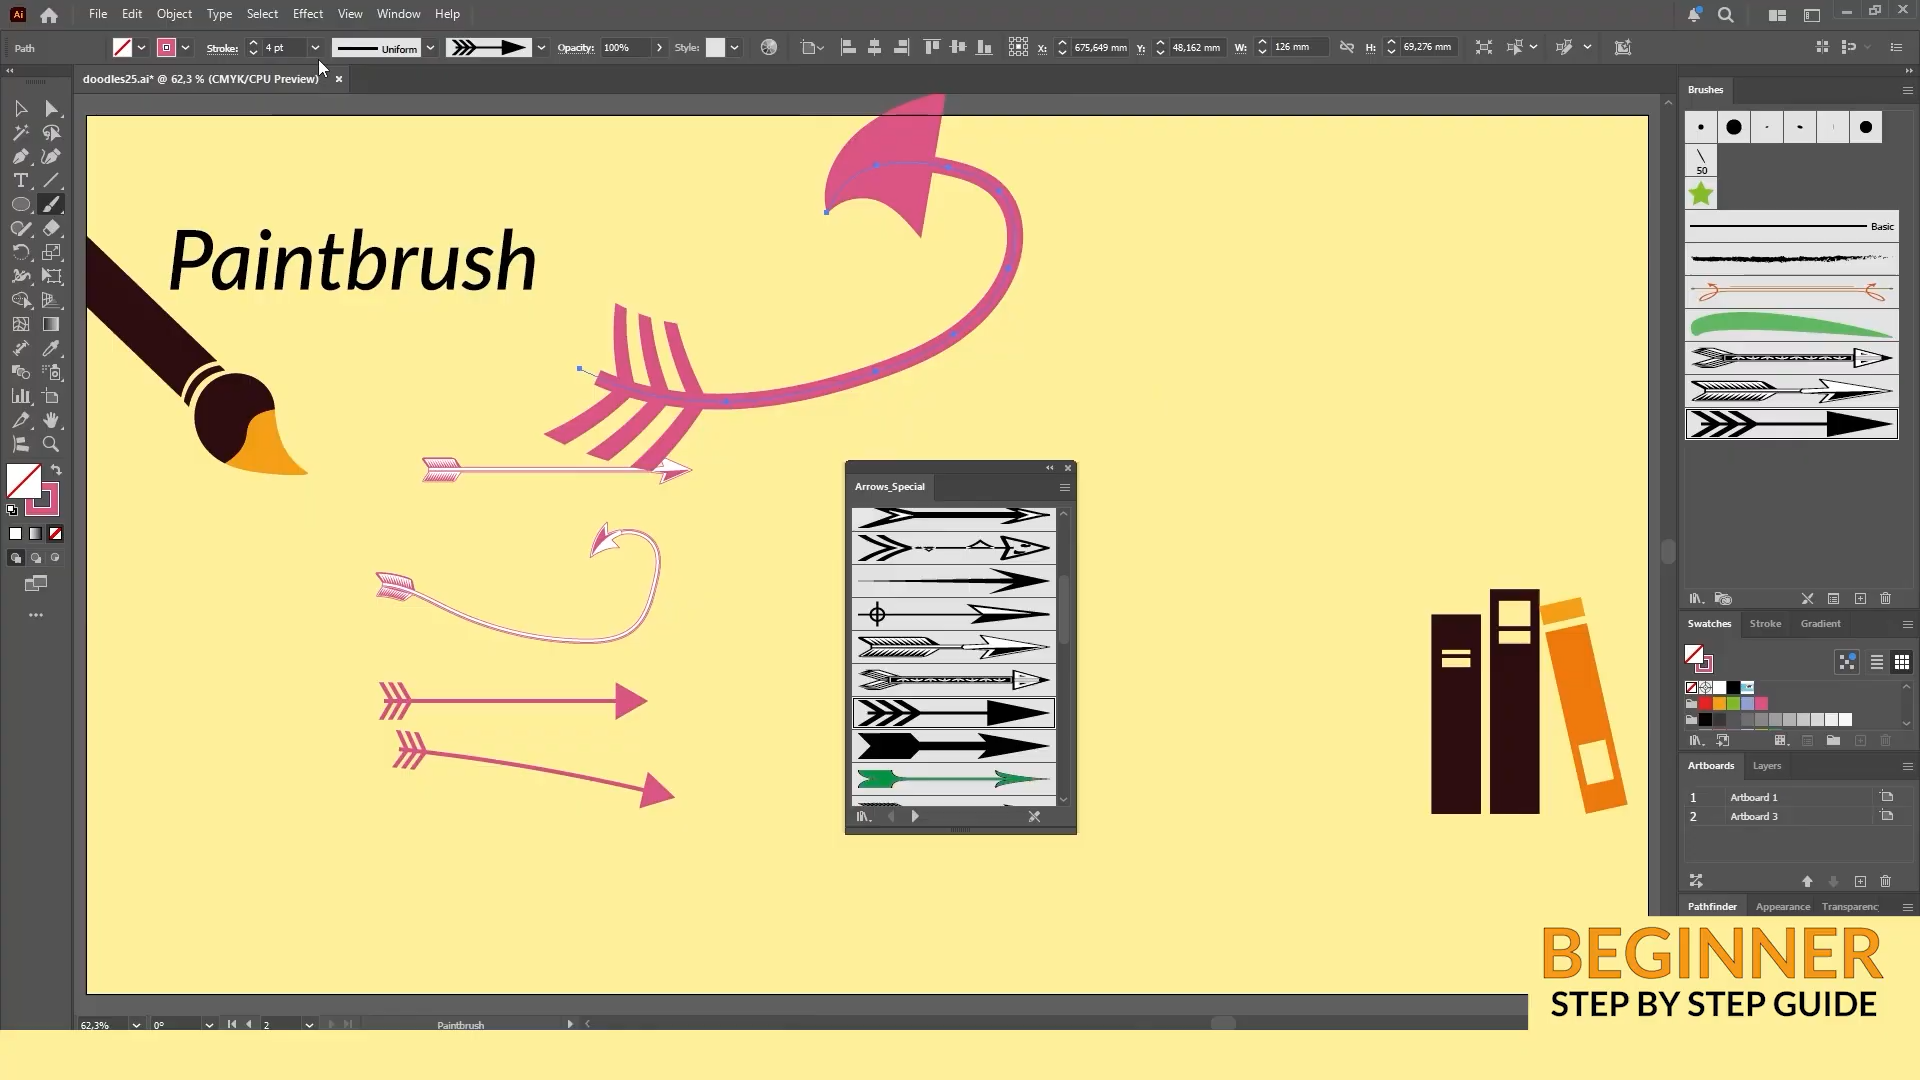 Ai File Edit Object Type Select Effect View Window Help
Path Stroke: 4 pt Uniform Opacity: 100% Style: X: 675,649 mm Y: 48,162 mm W: 126 mm H: 69,276 mm
doodles25.ai* @ 62,3 % (CMYK/CPU Preview)
Paintbrush
Arrows_Special
Brushes
50
Basic
Swatches Stroke Gradient
Artboards Layers
1 Artboard 1
2 Artboard 3
Pathfinder Appearance Transparenc
BEGINNER
STEP BY STEP GUIDE
62,3% 0° 2 Paintbrush